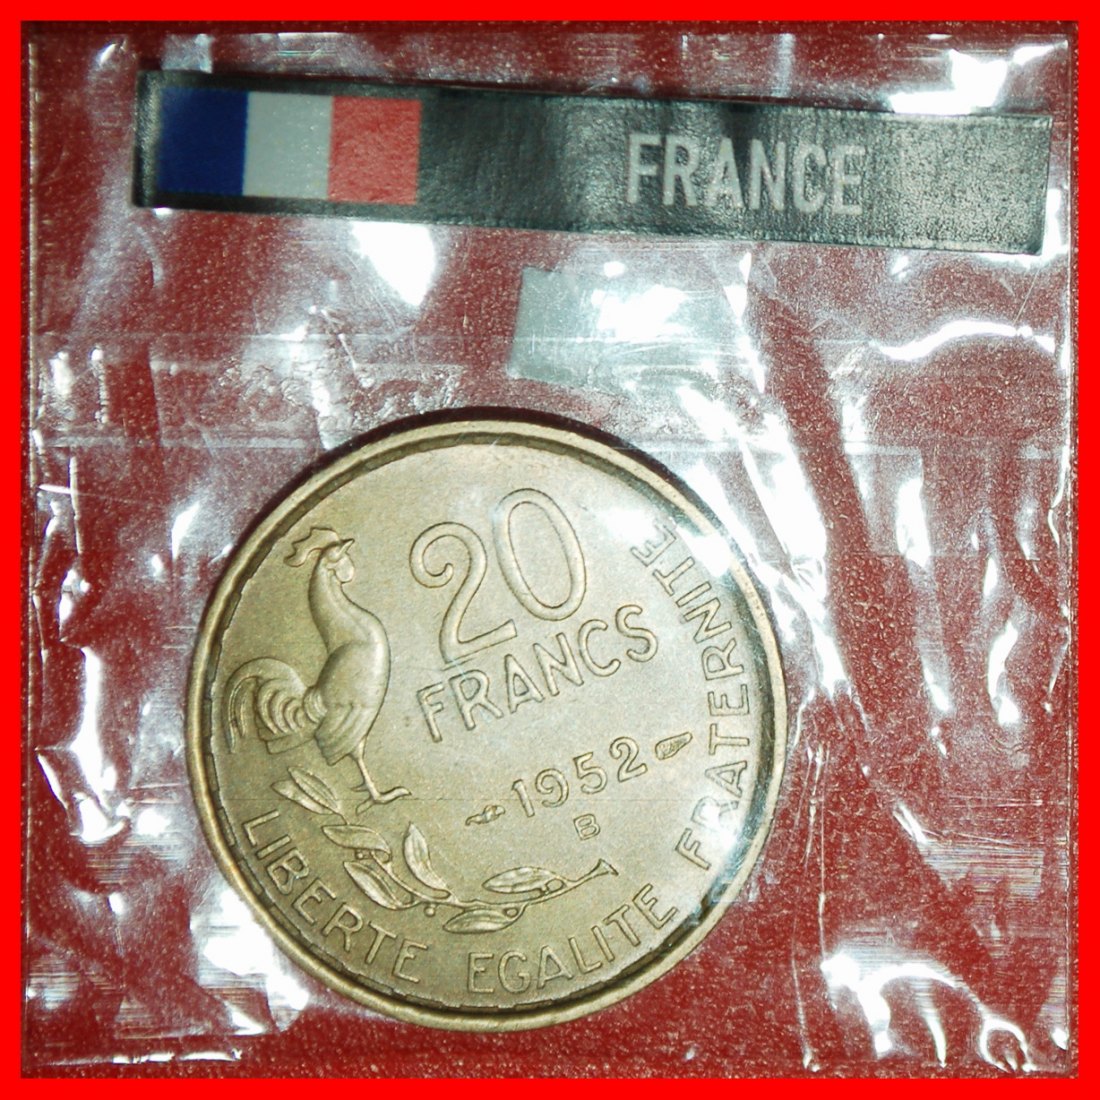 FRANCE
20
FRANCS
1952
B
LIBERTE EGALITE FRATERNITE